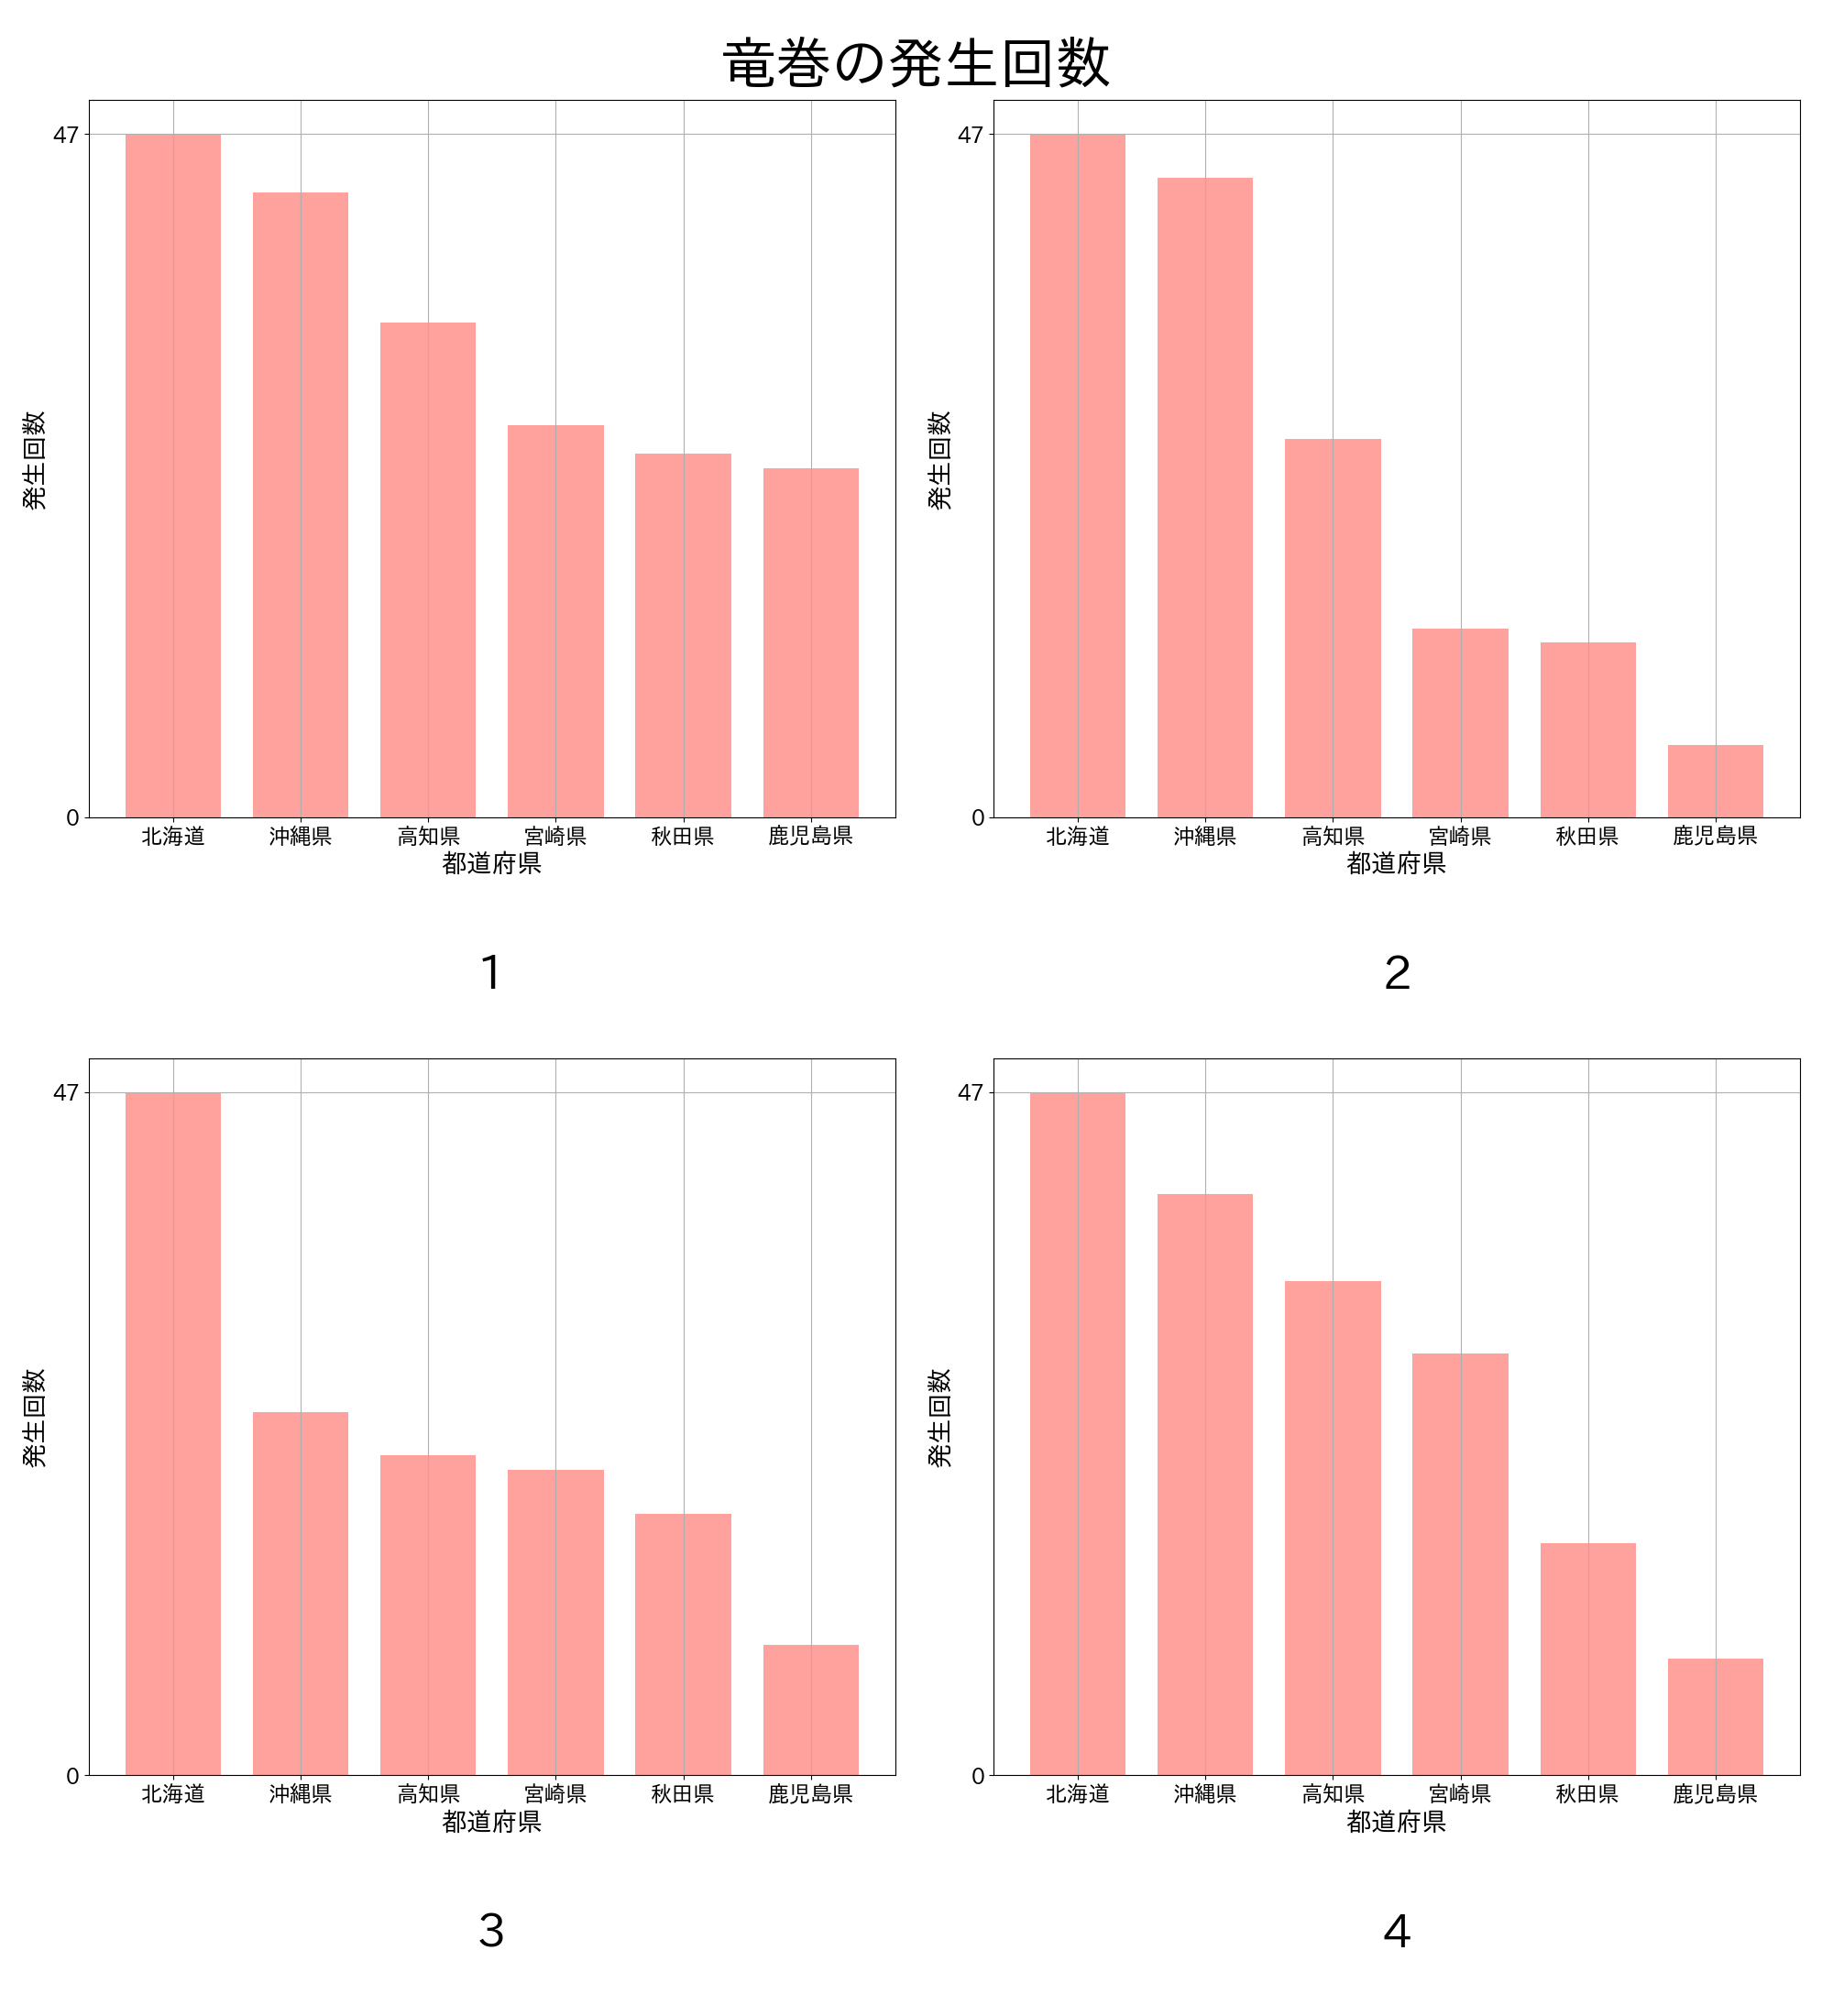 竜巻の発生回数
47
0
発生回数
北海道 沖縄県 高知県 宮崎県 秋田県 鹿児島県
都道府県
1
47
0
発生回数
北海道 沖縄県 高知県 宮崎県 秋田県 鹿児島県
都道府県
2
47
0
発生回数
北海道 沖縄県 高知県 宮崎県 秋田県 鹿児島県
都道府県
3
47
0
発生回数
北海道 沖縄県 高知県 宮崎県 秋田県 鹿児島県
都道府県
4